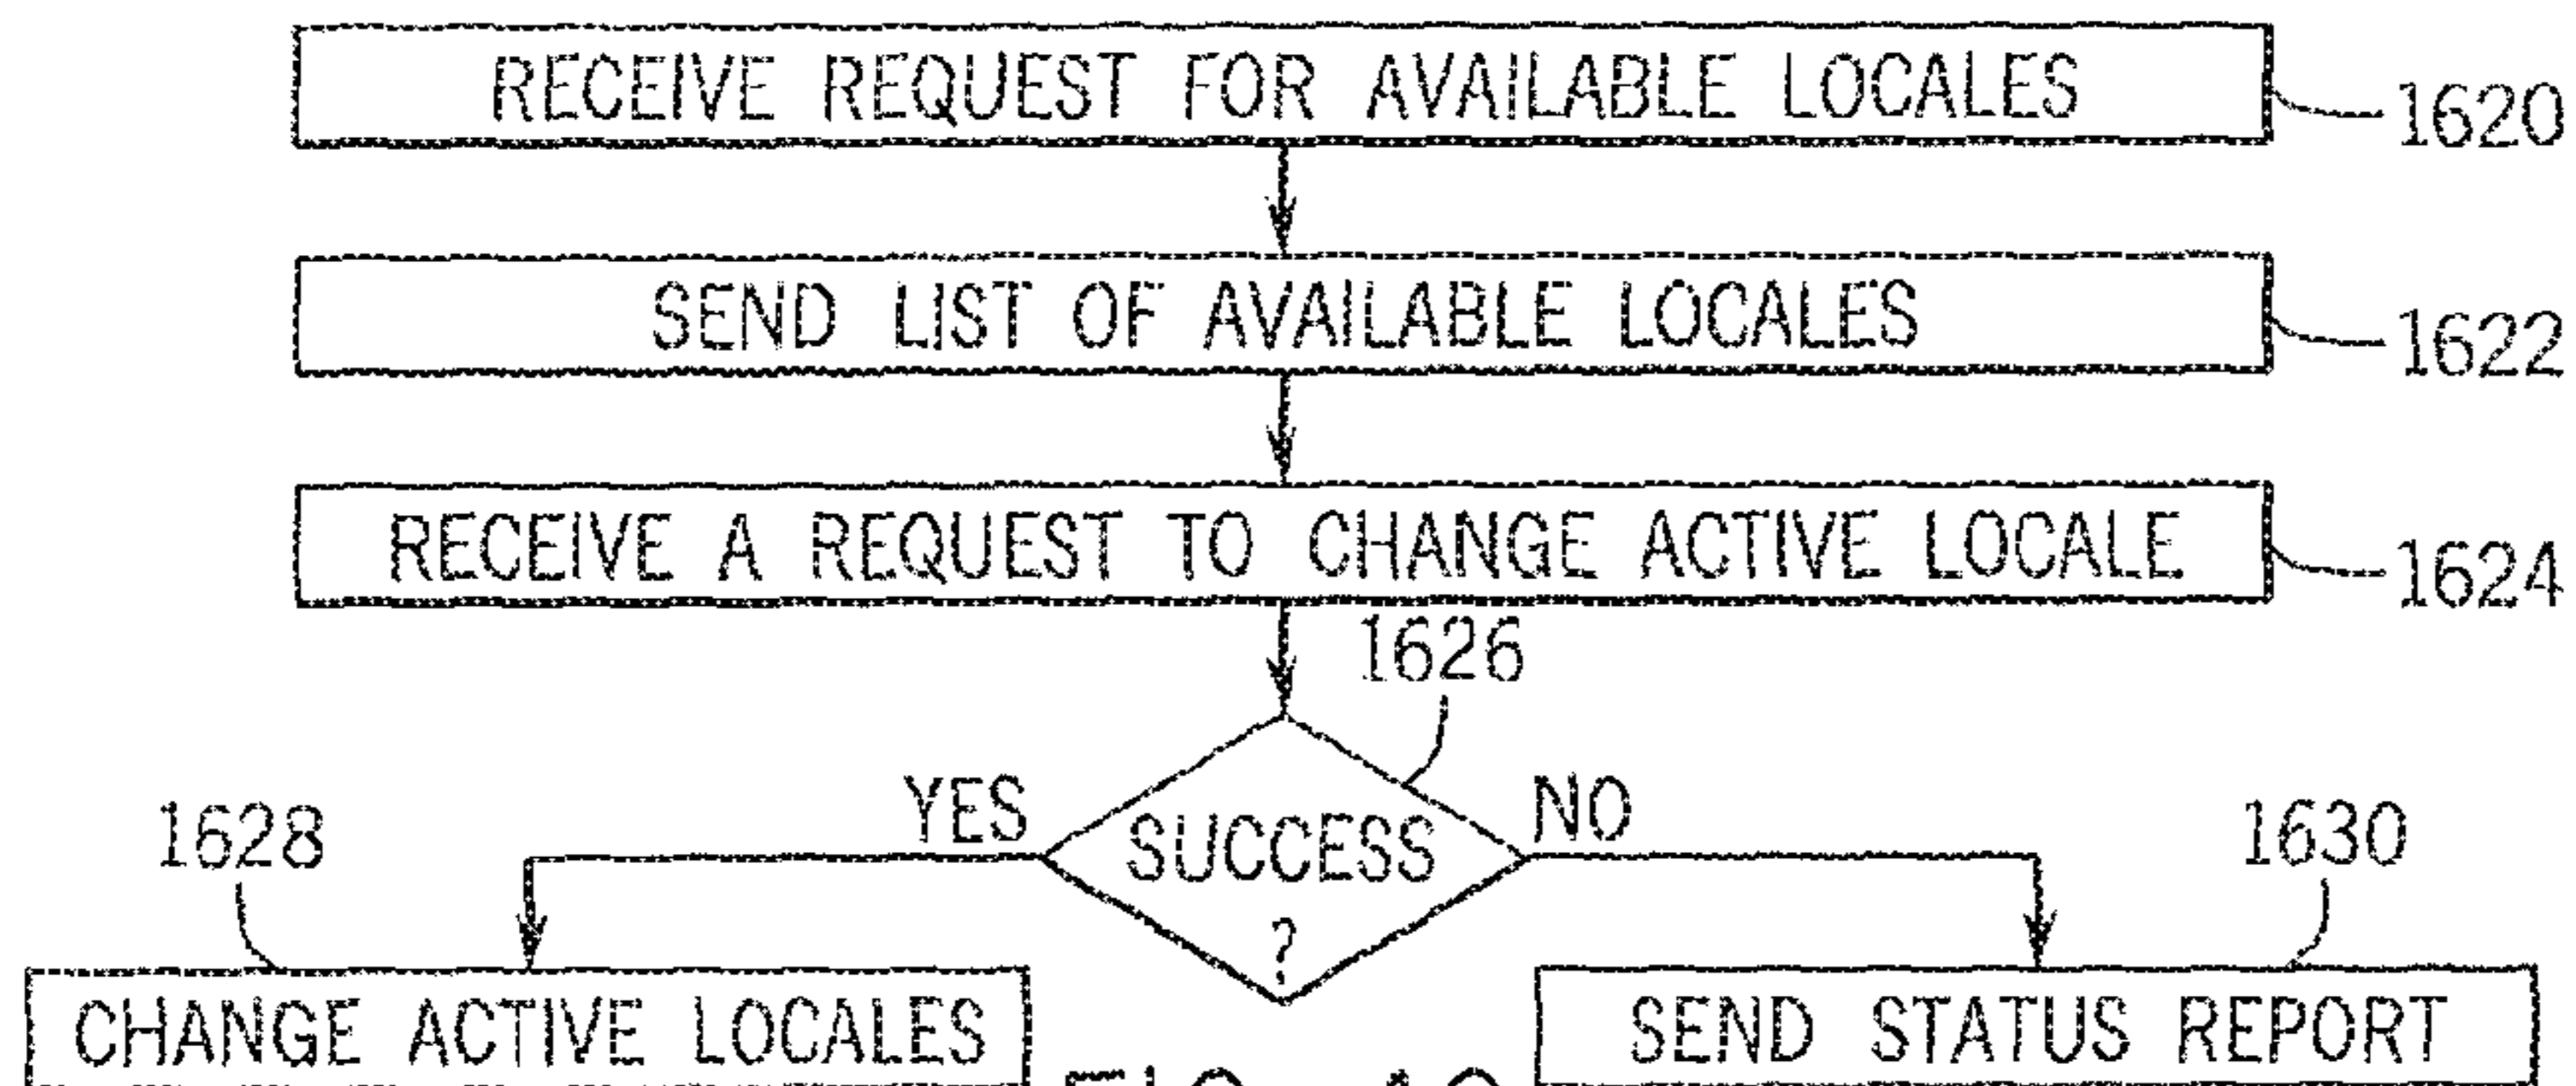 RECEIVE REQUEST FOR AVAILABLE LOCALES
1620
SEND LIST OF AVAILABLE LOCALES
1622
RECEIVE A REQUEST TO CHANGE ACTIVE LOCALE
1624
1626
YES
SUCCESS
?
NO
1628
1630
CHANGE ACTIVE LOCALES
SEND STATUS REPORT